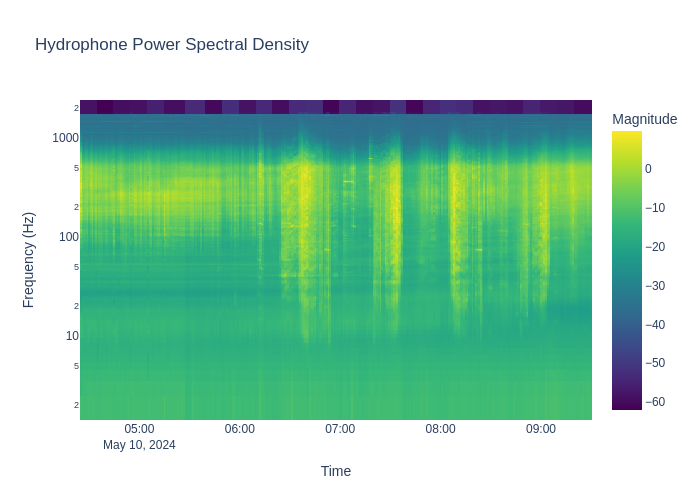 Hydrophone Power Spectral Density
Magnitude
2
1000
5
2
100
5
2
10
5
2
Frequency (Hz)
0
−10
−20
−30
−40
−50
−60
05:00 06:00 07:00 08:00 09:00
May 10, 2024
Time